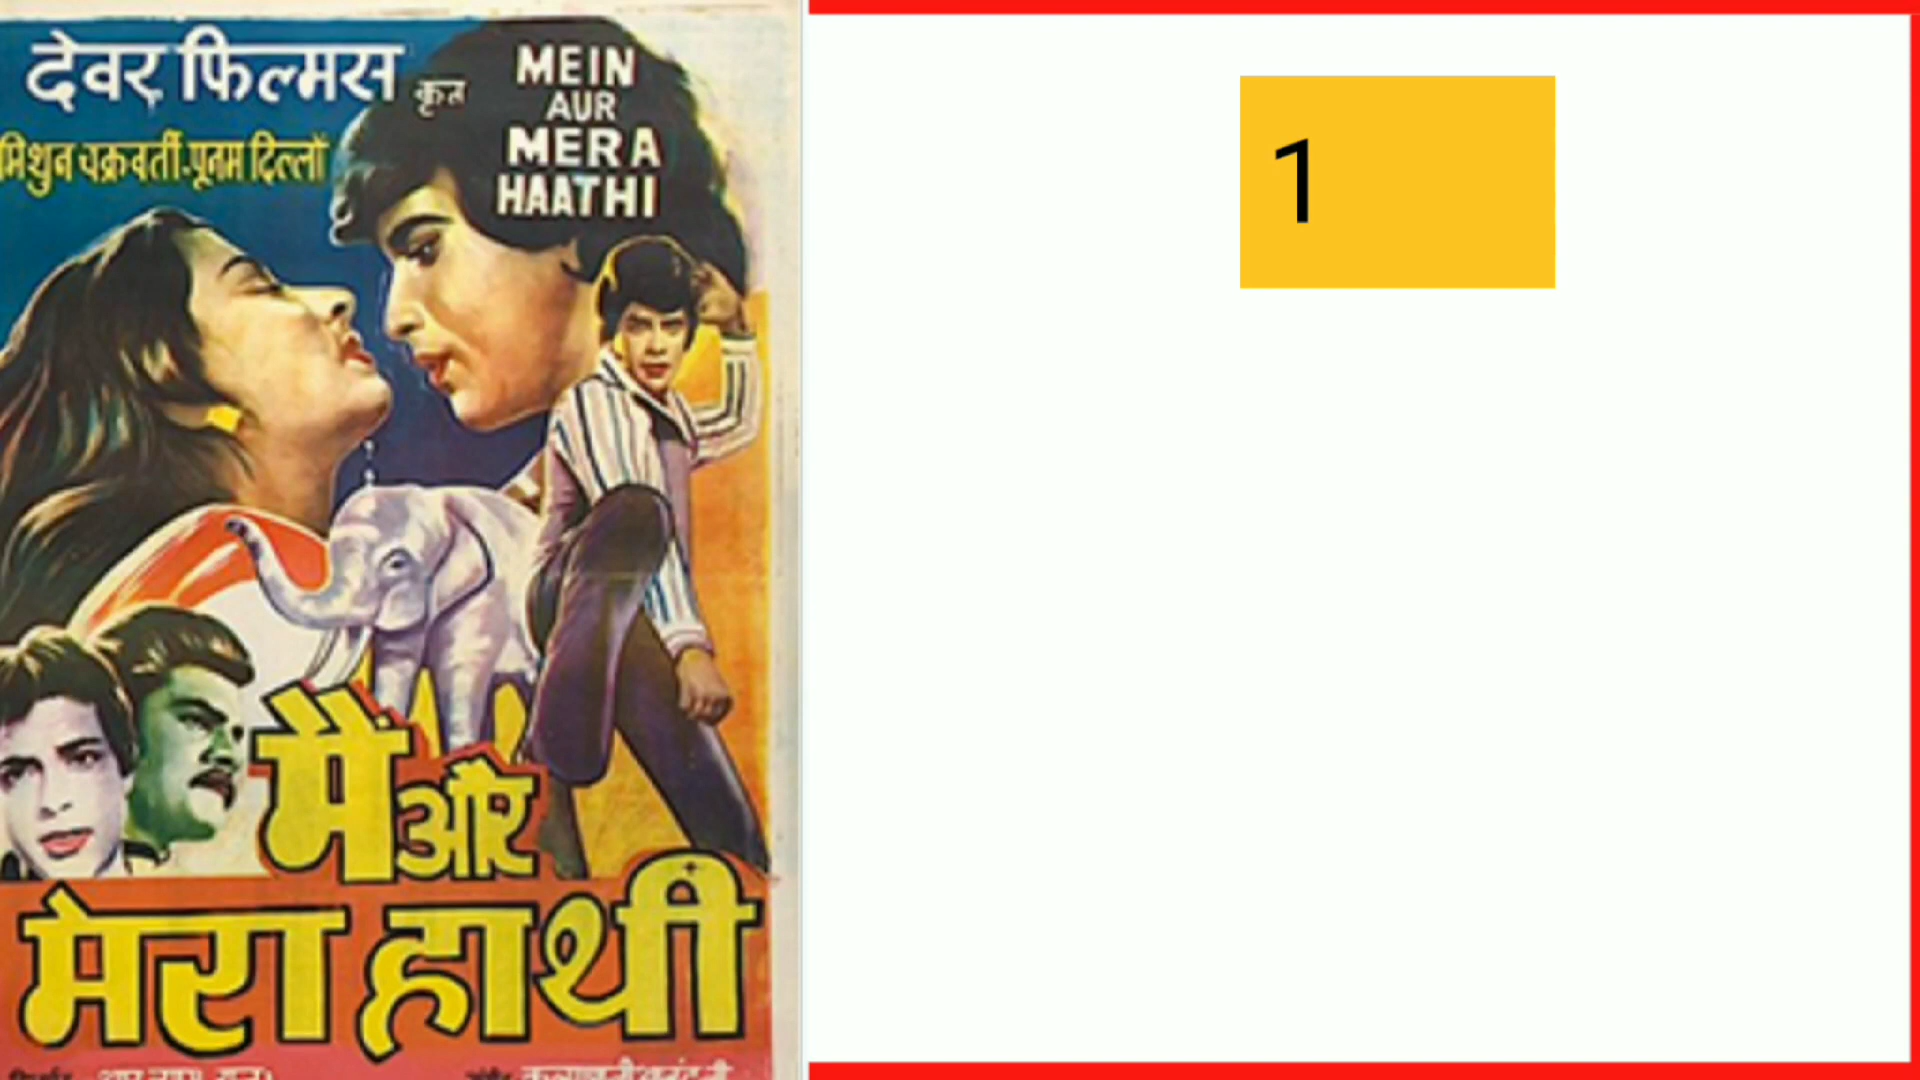 देवर फिल्मस कृत
MEIN
AUR
MERA
HAATHI
मिथुन चक्रवर्ती-पूनम दिल्लों
मैं और
मेरा हाथी
1